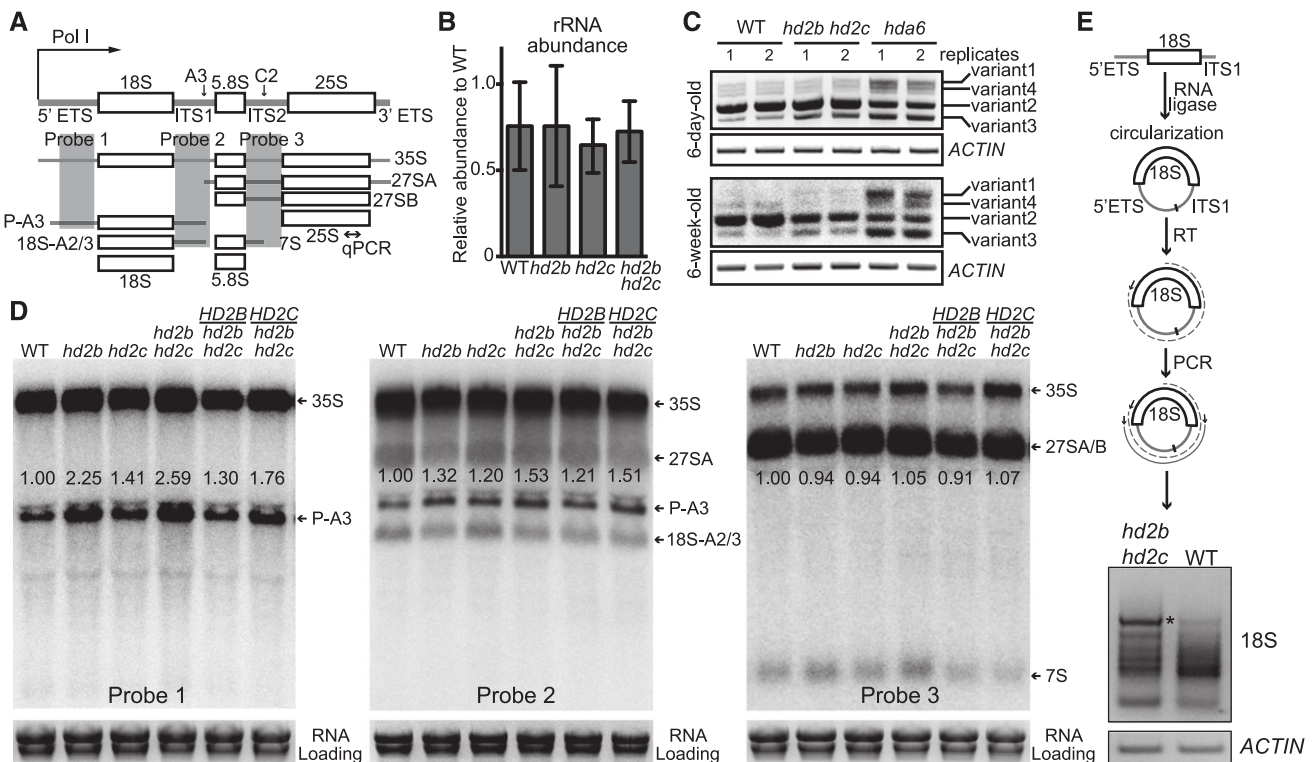 A
Pol I
18S
A3
5.8S
C2
25S
5' ETS
ITS1
ITS2
3' ETS
Probe 1
Probe 2
Probe 3
35S
27SA
27SB
P-A3
18S-A2/3
7S
25S
qPCR
18S
5.8S
B
rRNA
abundance
Relative abundance to WT
1.0
0.5
0
WT
hd2b
hd2c
hd2b
hd2c
C
WT
hd2b hd2c
hda6
1 2 1 2 1 2 replicates
6-day-old
variant1
variant4
variant2
variant3
ACTIN
6-week-old
variant1
variant4
variant2
variant3
ACTIN
D
WT
hd2b
hd2c
hd2b
hd2c
HD2B
hd2b
hd2c
HD2C
hd2b
hd2c
35S
1.00 2.25 1.41 2.59 1.30 1.76
P-A3
Probe 1
RNA
Loading
WT
hd2b
hd2c
hd2b
hd2c
HD2B
hd2b
hd2c
HD2C
hd2b
hd2c
35S
27SA
1.00 1.32 1.20 1.53 1.21 1.51
P-A3
18S-A2/3
Probe 2
RNA
Loading
WT
hd2b
hd2c
hd2b
hd2c
HD2B
hd2b
hd2c
HD2C
hd2b
hd2c
35S
27SA/B
1.00 0.94 0.94 1.05 0.91 1.07
7S
Probe 3
RNA
Loading
E
18S
5'ETS
ITS1
RNA
ligase
circularization
18S
5'ETS
ITS1
RT
18S
PCR
18S
hd2b
hd2c
WT
*
18S
ACTIN